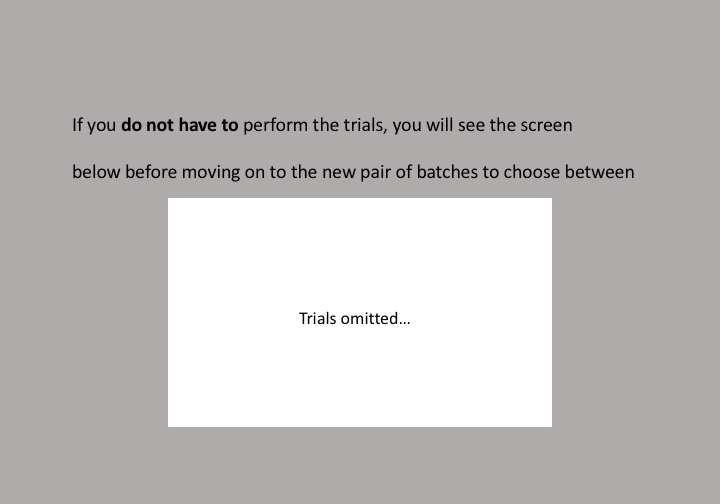 If you do not have to perform the trials, you will see the screen
below before moving on to the new pair of batches to choose between
Trials omitted...